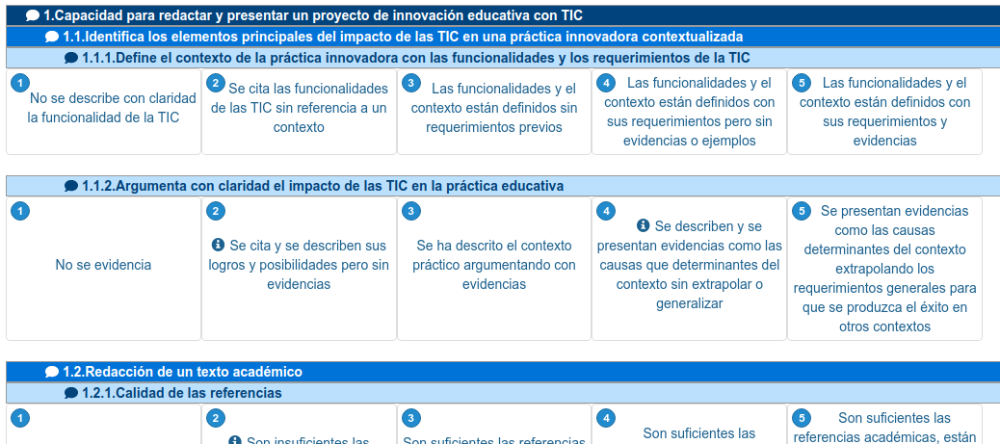 1.Capacidad para redactar y presentar un proyecto de innovación educativa con TIC
1.1.Identifica los elementos principales del impacto de las TIC en una práctica innovadora contextualizada
1.1.1.Define el contexto de la práctica innovadora con las funcionalidades y los requerimientos de la TIC
1
No se describe con claridad
la funcionalidad de la TIC
2
Se cita las funcionalidades
de las TIC sin referencia a un
contexto
3
Las funcionalidades y el
contexto están definidos sin
requerimientos previos
4
Las funcionalidades y el
contexto están definidos con
sus requerimientos pero sin
evidencias o ejemplos
5
Las funcionalidades y el
contexto están definidos con
sus requerimientos y
evidencias
1.1.2.Argumenta con claridad el impacto de las TIC en la práctica educativa
1
No se evidencia
2
Se cita y se describen sus
logros y posibilidades pero sin
evidencias
3
Se ha descrito el contexto
práctico argumentando con
evidencias
4
Se describen y se
presentan evidencias como las
causas que determinantes del
contexto sin extrapolar o
generalizar
5
Se presentan evidencias
como las causas
determinantes del contexto
extrapolando los
requerimientos generales para
que se produzca el éxito en
otros contextos
1.2.Redacción de un texto académico
1.2.1.Calidad de las referencias
1
2
Son insuficientes las
3
Son suficientes las referencias
4
Son suficientes las
5
Son suficientes las
referencias académicas, están